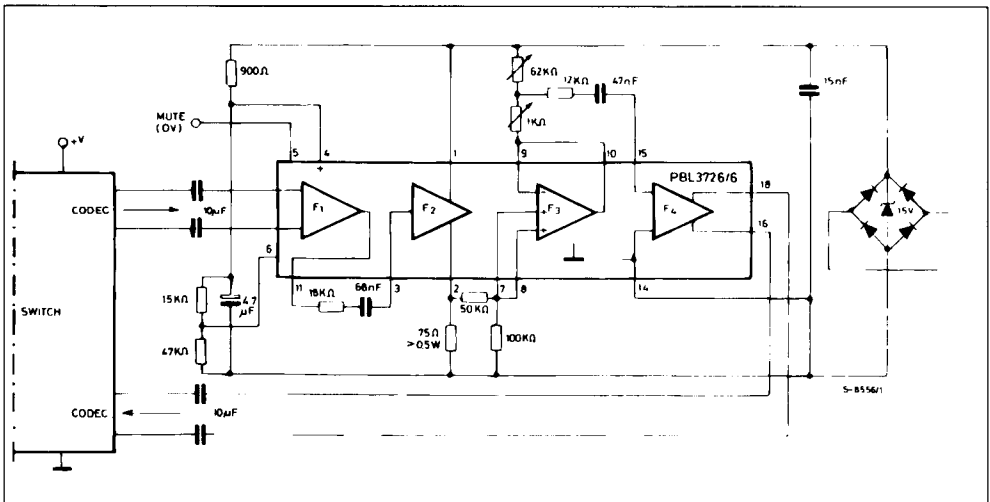 900Ω
62KΩ
12KΩ
47nF
15nF
1KΩ
MUTE
(0V)
+V
5
4
+
1
9
10
15
PBL3726/6
18
CODEC
10µF
F1
F2
-
+
+
F3
F4
16
15V
6
11
18KΩ
68nF
3
2
50KΩ
7
8
14
15KΩ
4.7
µF
SWITCH
47KΩ
75Ω
>0.5W
100KΩ
S-8556/1
CODEC
10µF